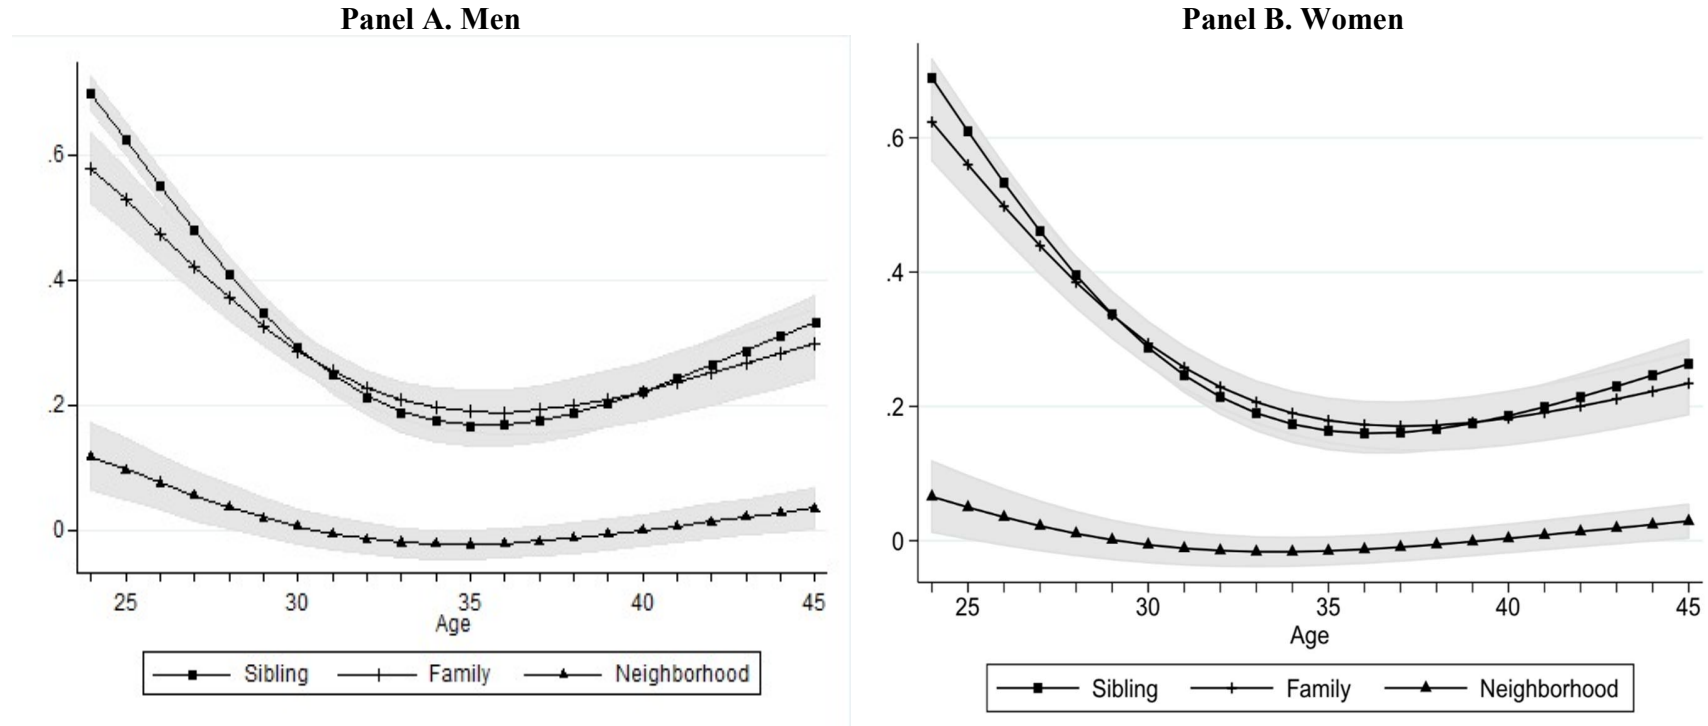 Panel A. Men
.6
.4
.2
0
25 30 35 40 45
Age
Sibling Family Neighborhood
Panel B. Women
.6
.4
.2
0
25 30 35 40 45
Age
Sibling Family Neighborhood